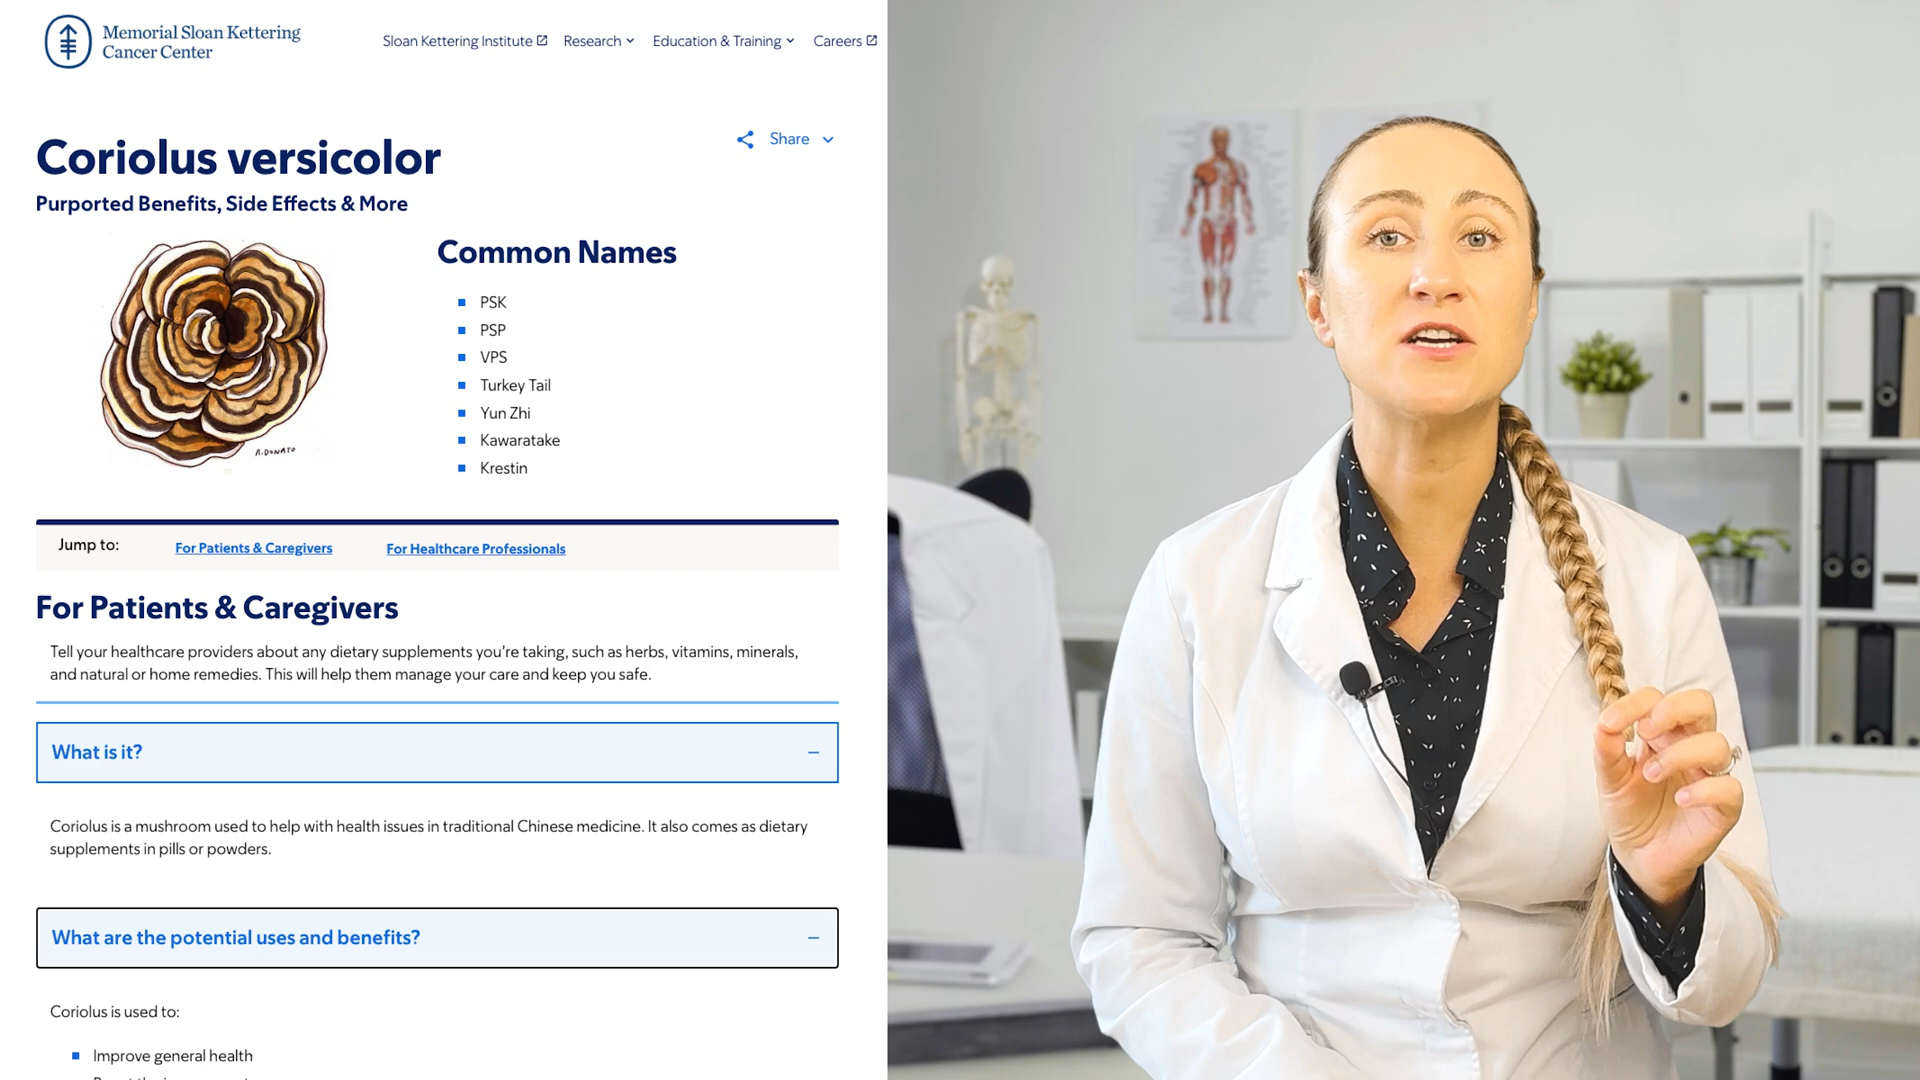 Memorial Sloan Kettering
Cancer Center
Sloan Kettering Institute
Research
Education & Training
Careers
Share
Coriolus versicolor
Purported Benefits, Side Effects & More
A.DONATO
Common Names
PSK
PSP
VPS
Turkey Tail
Yun Zhi
Kawaratake
Krestin
Jump to: For Patients & Caregivers For Healthcare Professionals
For Patients & Caregivers
Tell your healthcare providers about any dietary supplements you’re taking, such as herbs, vitamins, minerals,
and natural or home remedies. This will help them manage your care and keep you safe.
What is it?
Coriolus is a mushroom used to help with health issues in traditional Chinese medicine. It also comes as dietary
supplements in pills or powders.
What are the potential uses and benefits?
Coriolus is used to:
Improve general health